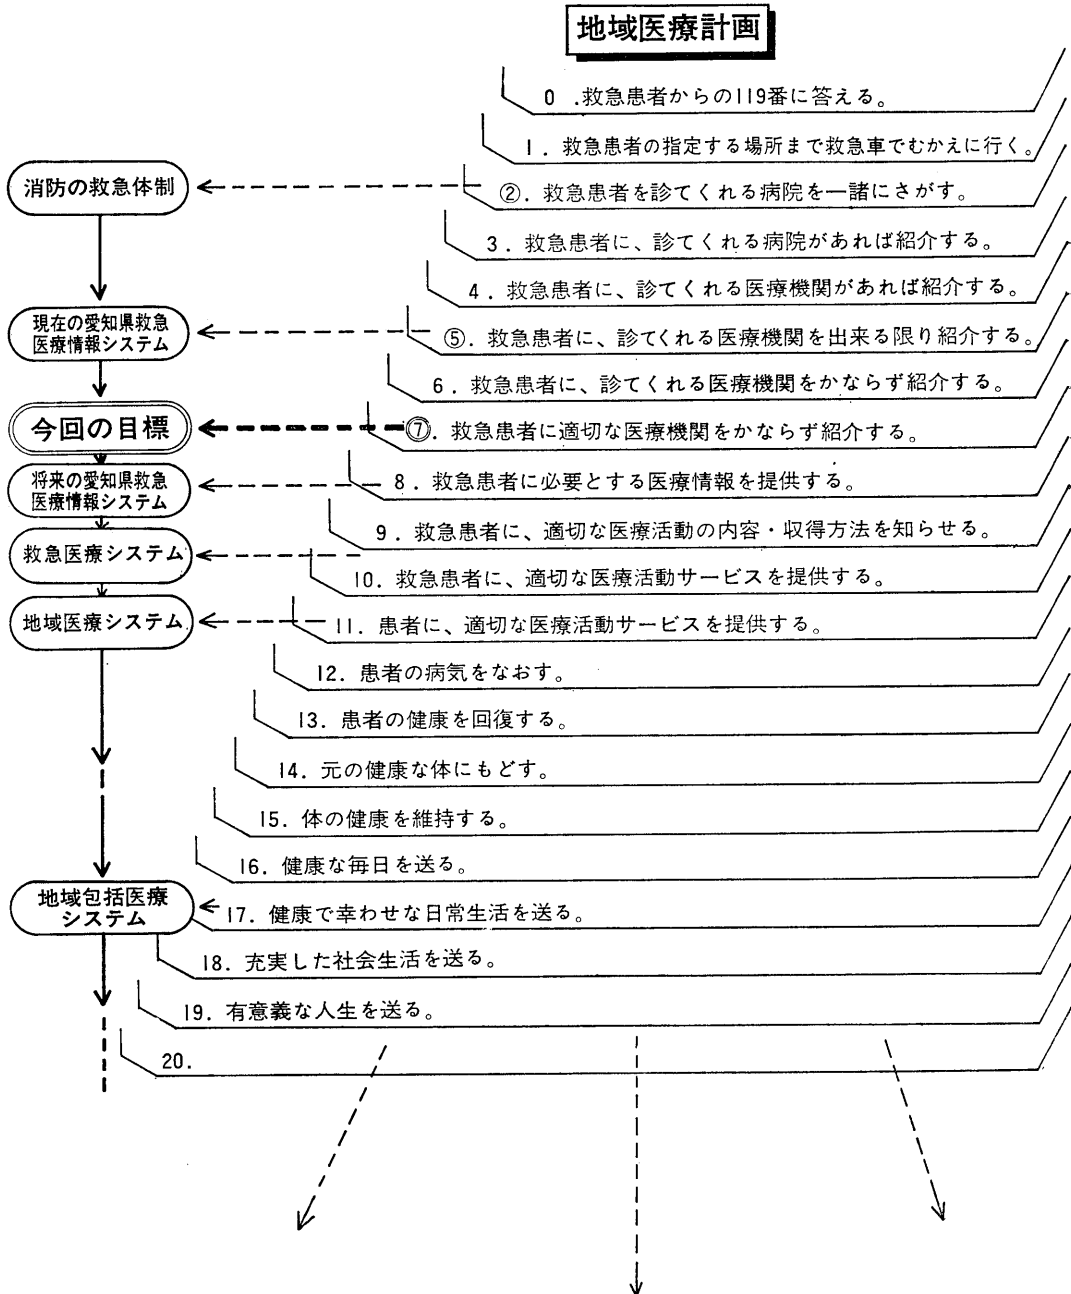 地域医療計画
0 .救急患者からの119番に答える。
1. 救急患者の指定する場所まで救急車でむかえに行く。
消防の救急体制
②. 救急患者を診てくれる病院を一諸にさがす。
3. 救急患者に、診てくれる病院があれば紹介する。
4. 救急患者に、診てくれる医療機関があれば紹介する。
現在の愛知県救急
医療情報システム
⑤. 救急患者に、診てくれる医療機関を出来る限り紹介する。
6. 救急患者に、診てくれる医療機関をかならず紹介する。
今回の目標
⑦. 救急患者に適切な医療機関をかならず紹介する。
将来の愛知県救急
医療情報システム
8. 救急患者に必要とする医療情報を提供する。
9. 救急患者に、適切な医療活動の内容・収得方法を知らせる。
救急医療システム
10. 救急患者に、適切な医療活動サービスを提供する。
地域医療システム
11. 患者に、適切な医療活動サービスを提供する。
12. 患者の病気をなおす。
13. 患者の健康を回復する。
14. 元の健康な体にもどす。
15. 体の健康を維持する。
16. 健康な毎日を送る。
地域包括医療
システム
17. 健康で幸わせな日常生活を送る。
18. 充実した社会生活を送る。
19. 有意義な人生を送る。
20.